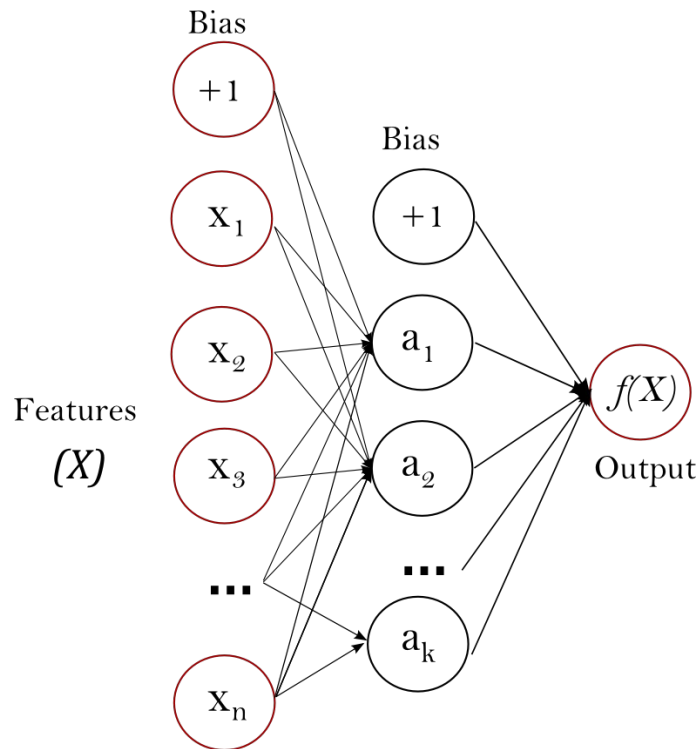 Bias
+1
x1
x2
x3
...
xn
Features
(X)
Bias
+1
a1
a2
...
ak
f(X)
Output